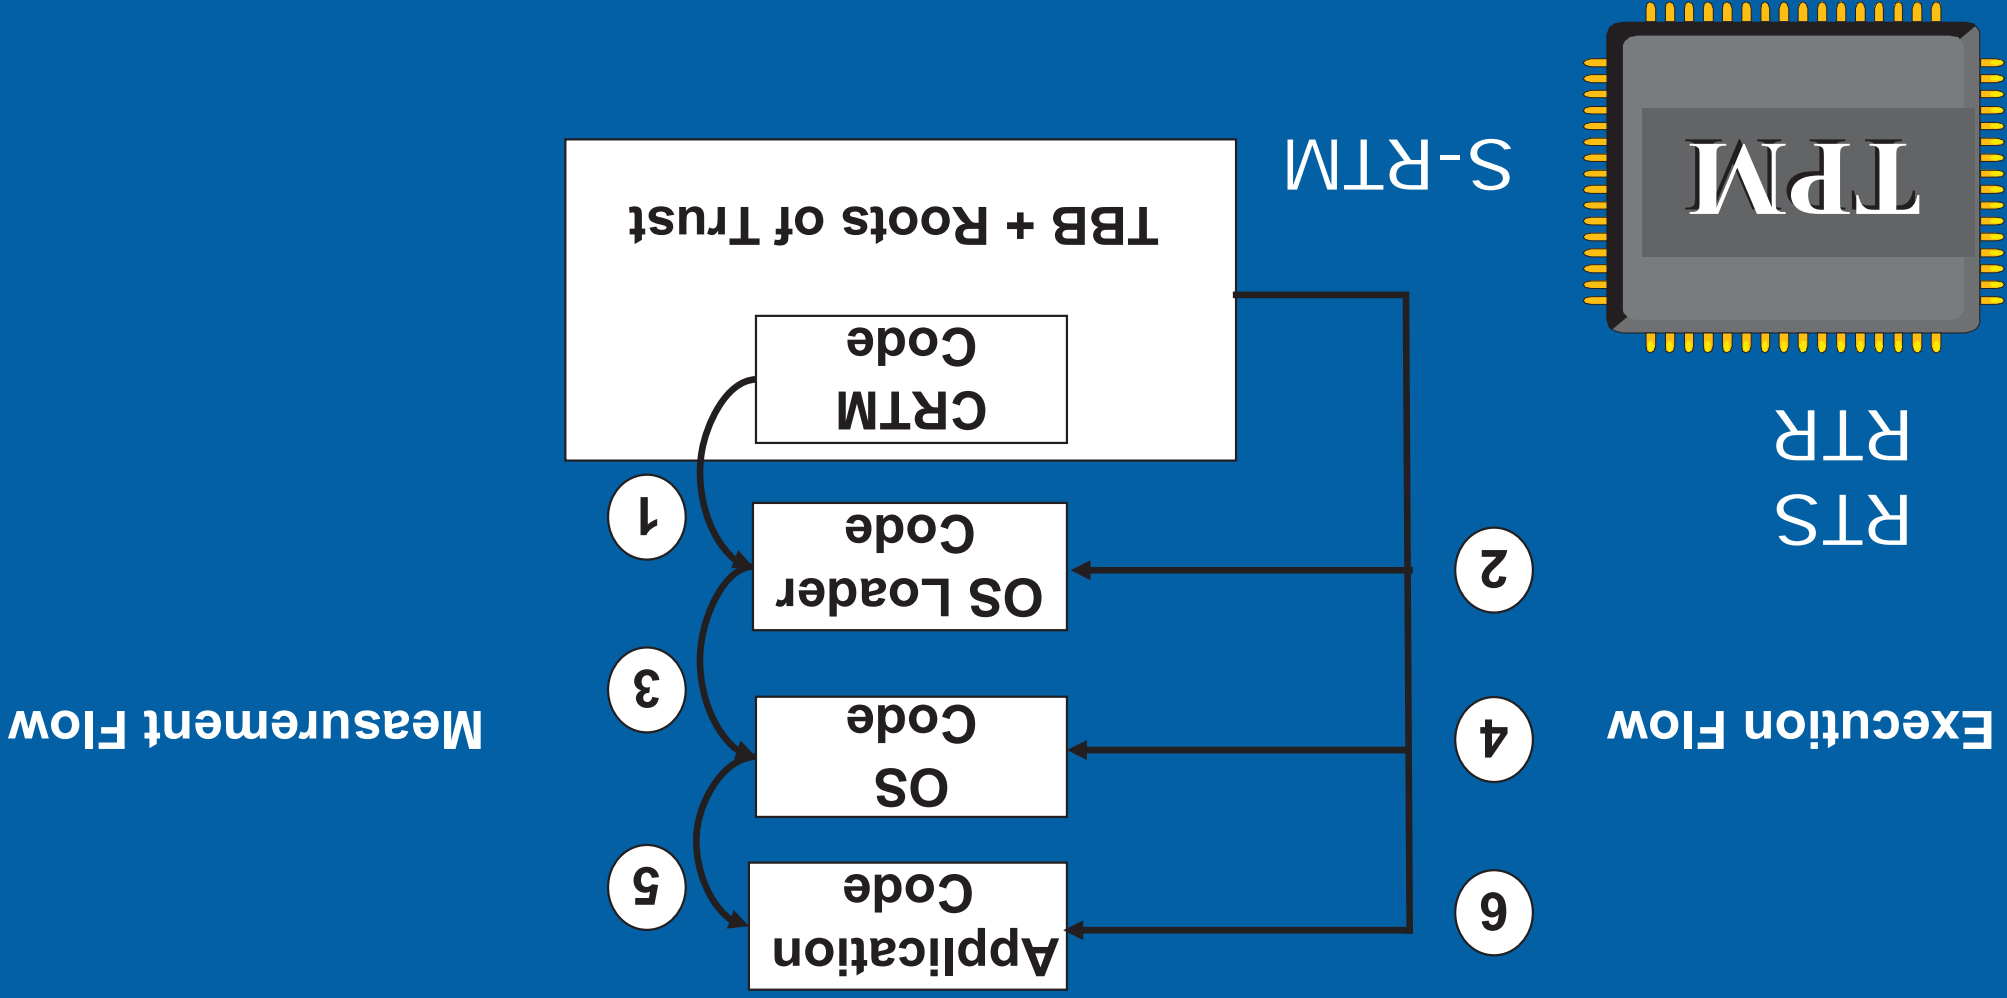 Application
Code
6
5
OS
Code
Execution Flow
4
3
Measurement Flow
OS Loader
Code
2
1
RTS
RTR
CRTM
Code
TBB + Roots of Trust
TPM
S-RTM